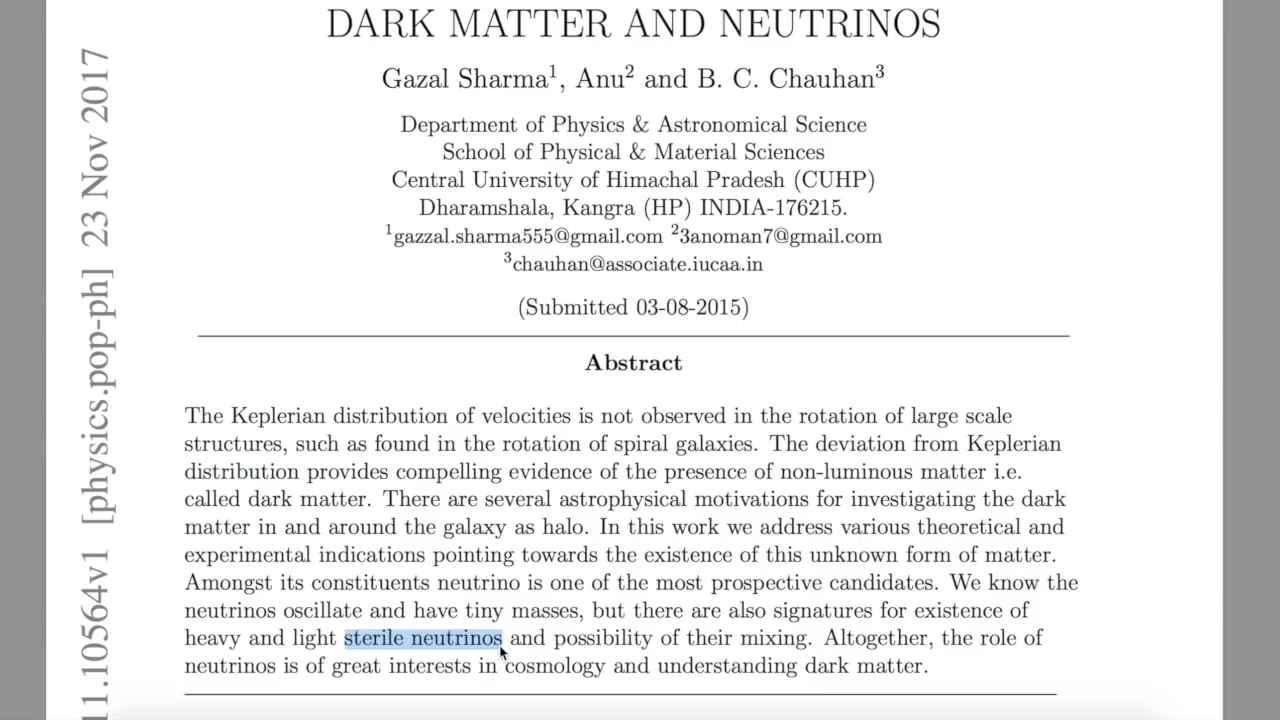 DARK MATTER AND NEUTRINOS
Gazal Sharma1, Anu2 and B. C. Chauhan3
Department of Physics & Astronomical Science
School of Physical & Material Sciences
Central University of Himachal Pradesh (CUHP)
Dharamshala, Kangra (HP) INDIA-176215.
1gazzal.sharma555@gmail.com 23anoman7@gmail.com
3chauhan@associate.iucaa.in
(Submitted 03-08-2015)
Abstract
The Keplerian distribution of velocities is not observed in the rotation of large scale
structures, such as found in the rotation of spiral galaxies. The deviation from Keplerian
distribution provides compelling evidence of the presence of non-luminous matter i.e.
called dark matter. There are several astrophysical motivations for investigating the dark
matter in and around the galaxy as halo. In this work we address various theoretical and
experimental indications pointing towards the existence of this unknown form of matter.
Amongst its constituents neutrino is one of the most prospective candidates. We know the
neutrinos oscillate and have tiny masses, but there are also signatures for existence of
heavy and light sterile neutrinos and possibility of their mixing. Altogether, the role of
neutrinos is of great interests in cosmology and understanding dark matter.
11.10564v1 [physics.pop-ph] 23 Nov 2017